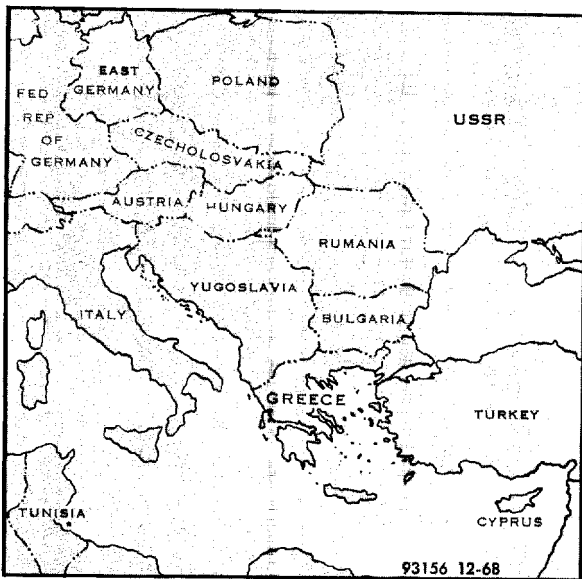 EAST
GERMANY
POLAND
FED
REP
OF
GERMANY
USSR
CZECHOLOSVAKIA
AUSTRIA
HUNGARY
RUMANIA
YUGOSLAVIA
ITALY
BULGARIA
GREECE
TURKEY
TUNISIA
CYPRUS
93156 12-68